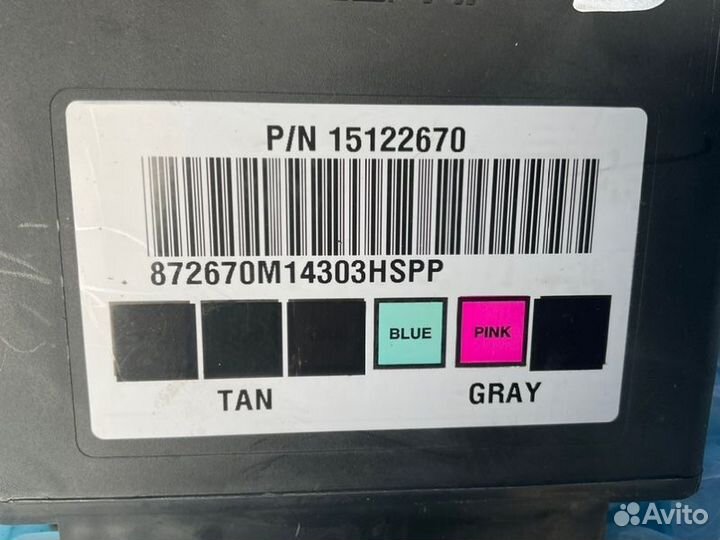 P/N 15122670
872670M14303HSPP
BLUE PINK
TAN GRAY
Avito